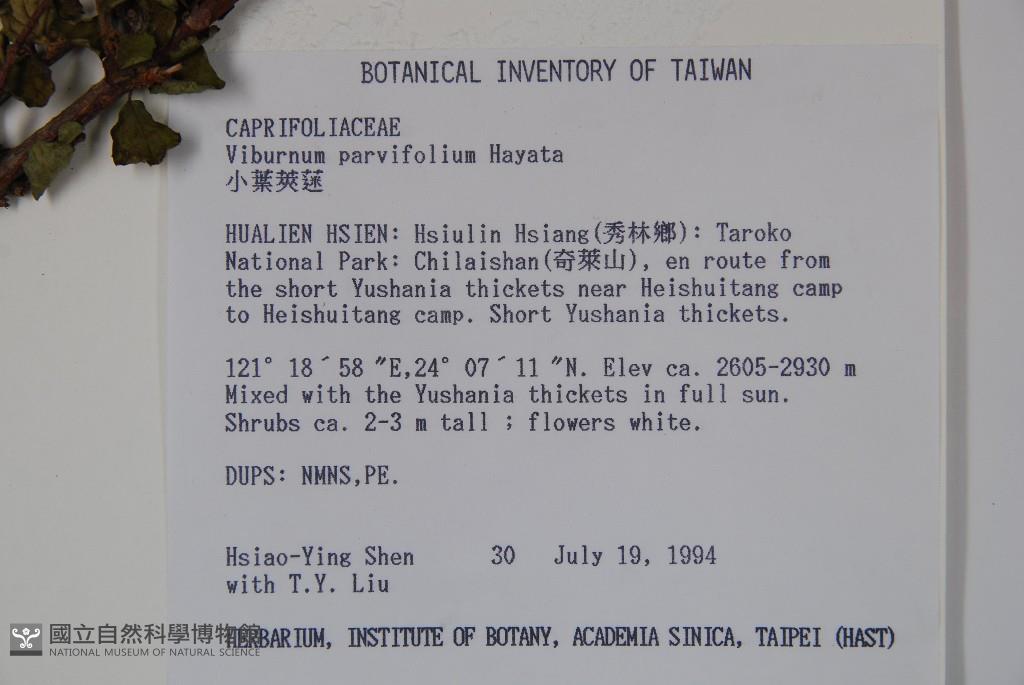 BOTANICAL INVENTORY OF TAIWAN
CAPRIFOLIACEAE
Viburnum parvifolium Hayata
小葉莢蒾
HUALIEN HSIEN: Hsiulin Hsiang(秀林鄉): Taroko
National Park: Chilaishan(奇萊山), en route from
the short Yushania thickets near Heishuitang camp
to Heishuitang camp. Short Yushania thickets.
121° 18´58 ″E,24° 07´11 ″N. Elev ca. 2605-2930 m
Mixed with the Yushania thickets in full sun.
Shrubs ca. 2-3 m tall ; flowers white.
DUPS: NMNS,PE.
Hsiao-Ying Shen 30 July 19, 1994
with T.Y. Liu
HERBARIUM, INSTITUTE OF BOTANY, ACADEMIA SINICA, TAIPEI (HAST)
國立自然科學博物館
NATIONAL MUSEUM OF NATURAL SCIENCE